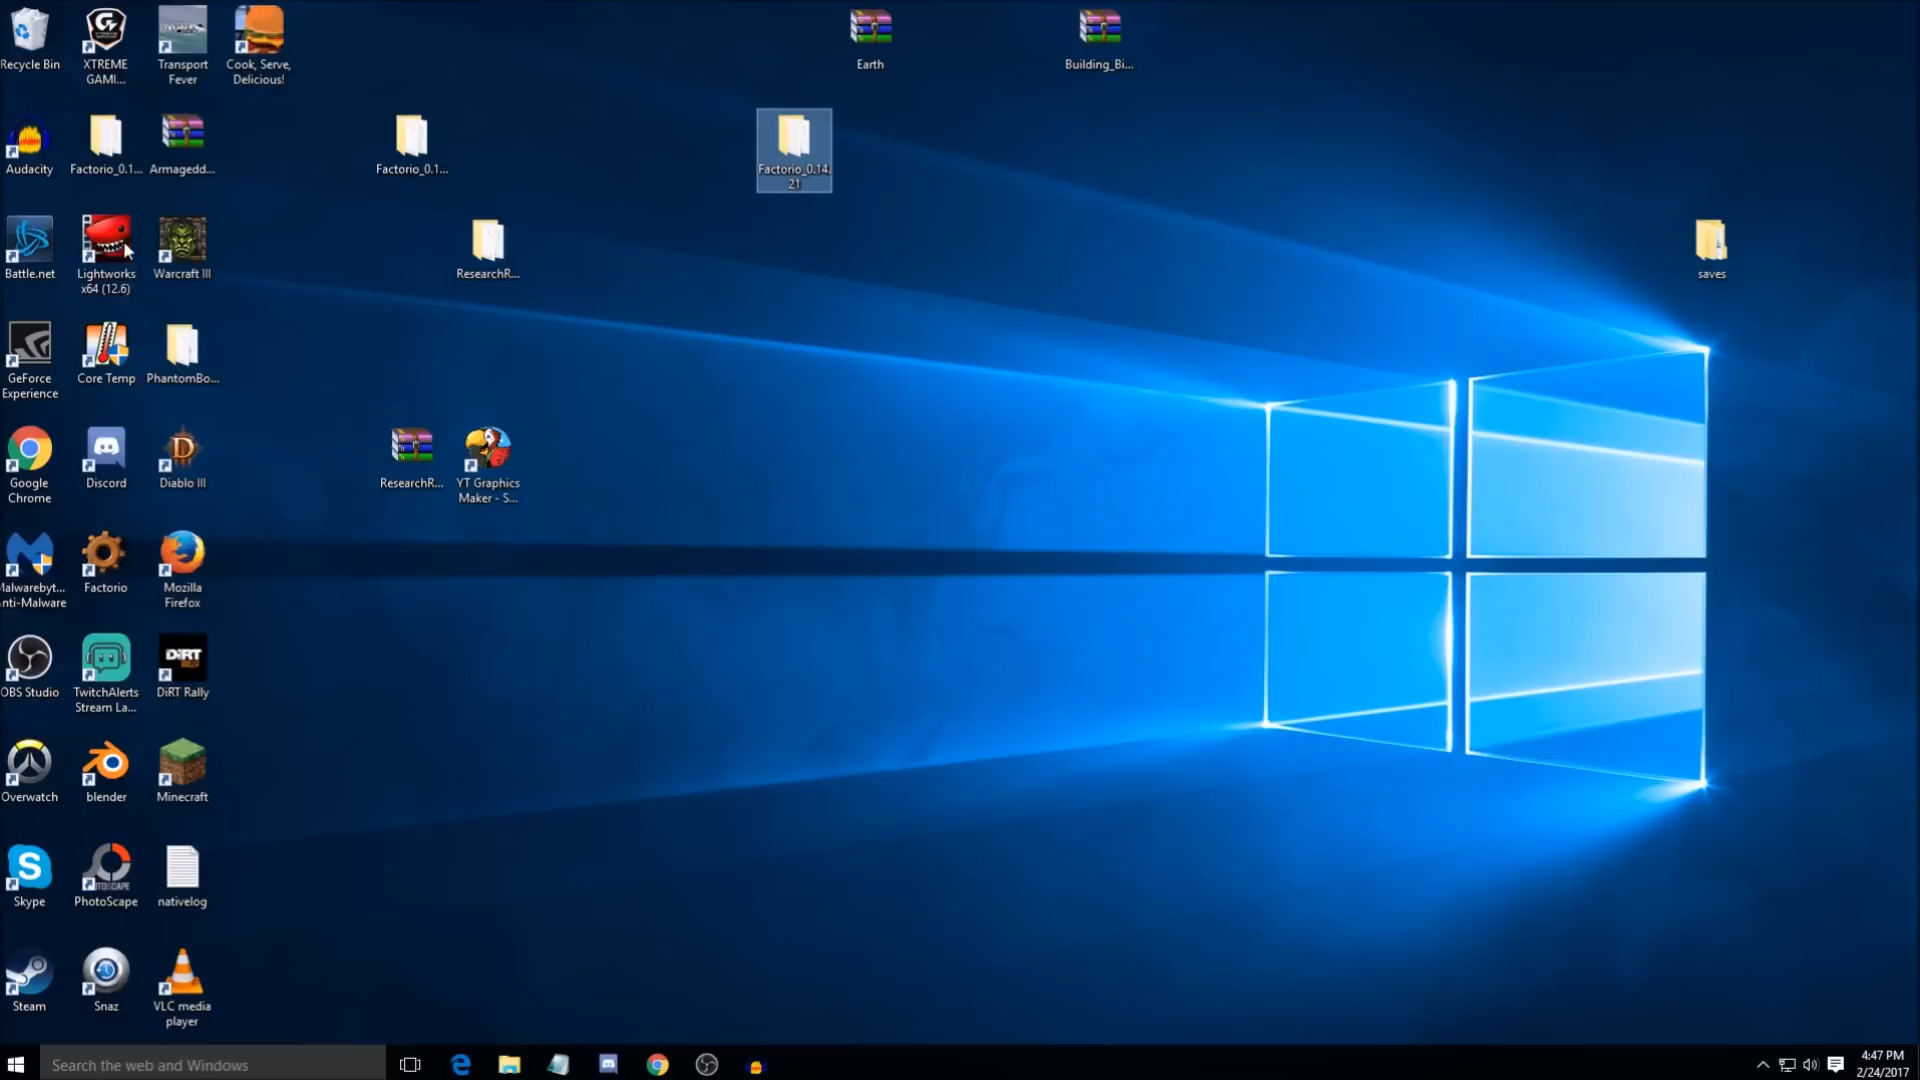 Recycle Bin
XTREME
GAMI...
Transport
Fever
Cook, Serve,
Delicious!
Earth
Building_Bi...
Audacity
Factorio_0.1...
Armagedd...
Factorio_0.1...
Factorio_0.14.
21
Battle.net
Lightworks
x64 (12.6)
Warcraft III
ResearchR...
saves
GeForce
Experience
Core Temp
PhantomBo...
Google
Chrome
Discord
Diablo III
ResearchR...
YT Graphics
Maker - S...
Malwarebyt...
Anti-Malware
Factorio
Mozilla
Firefox
OBS Studio
TwitchAlerts
Stream La...
DiRT
DiRT Rally
Overwatch
blender
Minecraft
Skype
PhotoScape
nativelog
Steam
Snaz
VLC media
player
Search the web and Windows
4:47 PM
2/24/2017